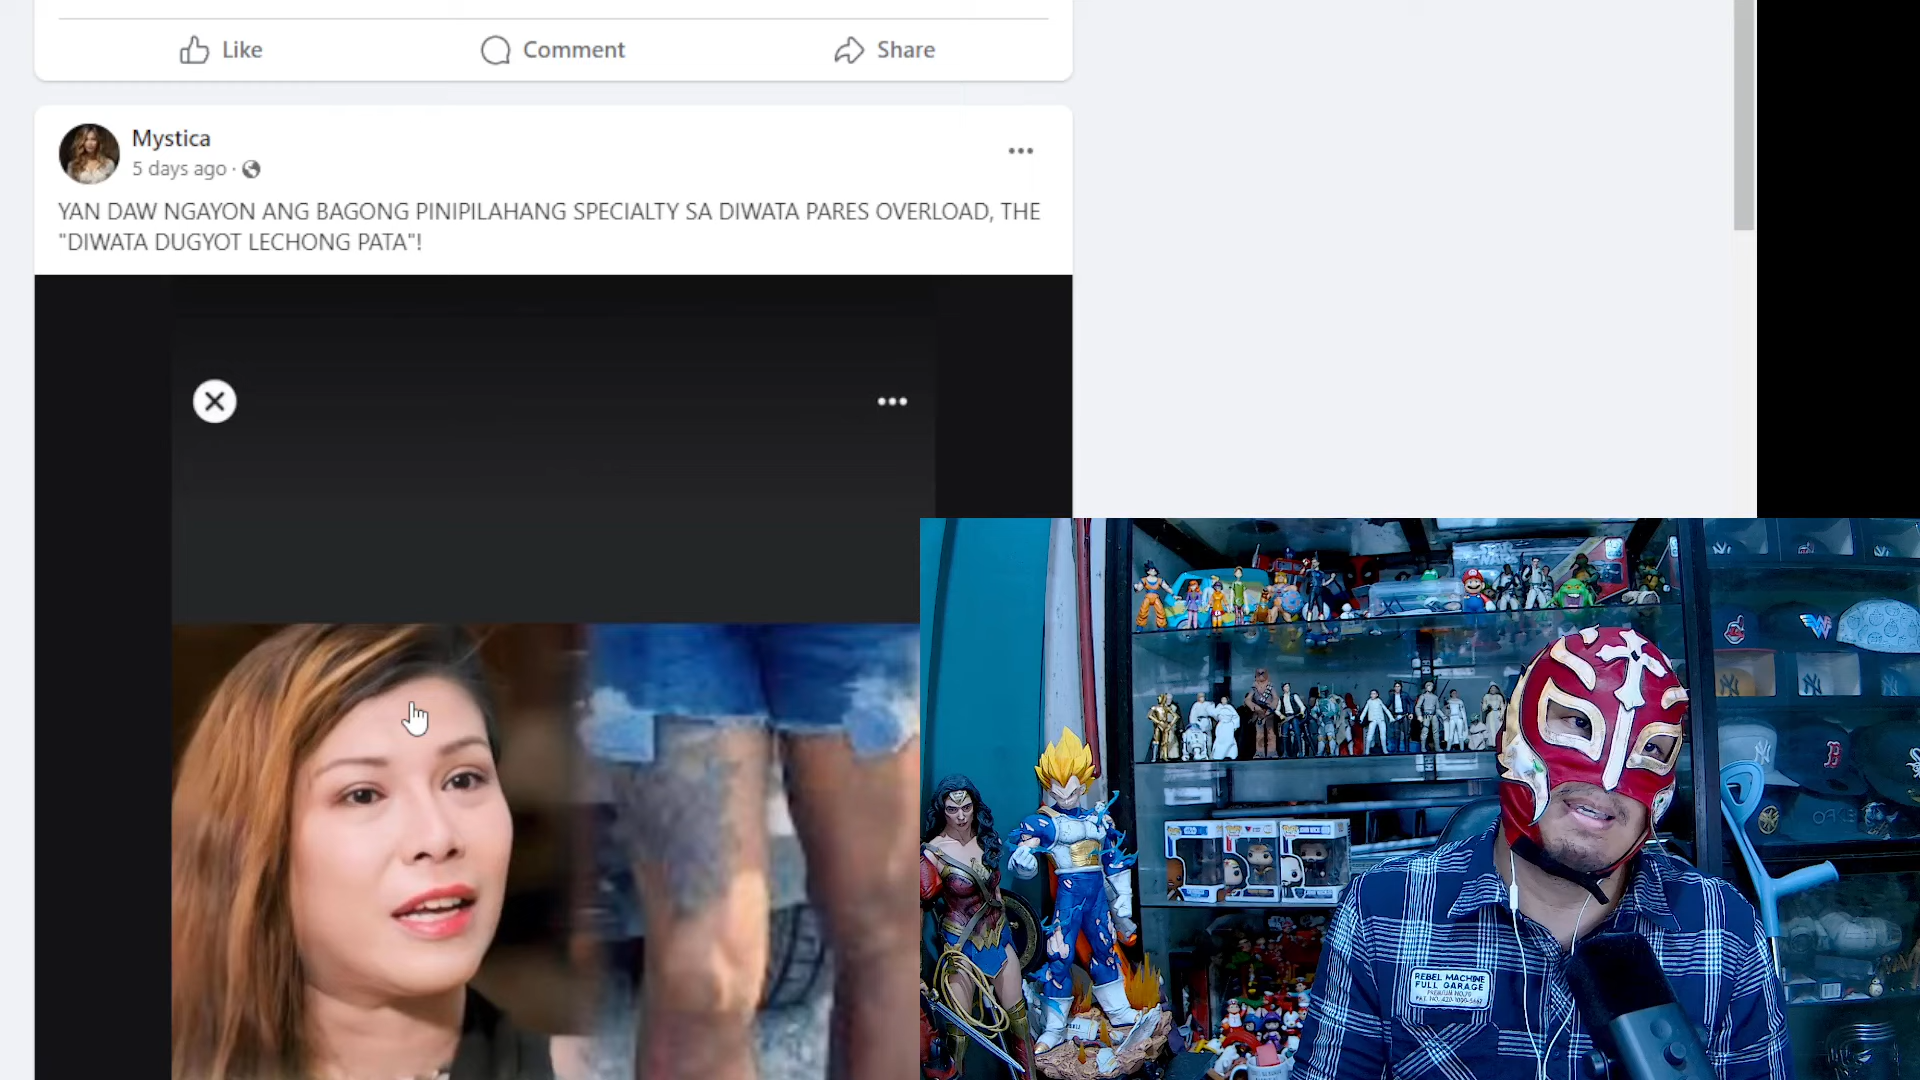 Like
Comment
Share
Mystica
5 days ago ·
YAN DAW NGAYON ANG BAGONG PINIPILAHANG SPECIALTY SA DIWATA PARES OVERLOAD, THE
"DIWATA DUGYOT LECHONG PATA"!
REBEL MACHINE
FULL GARAGE